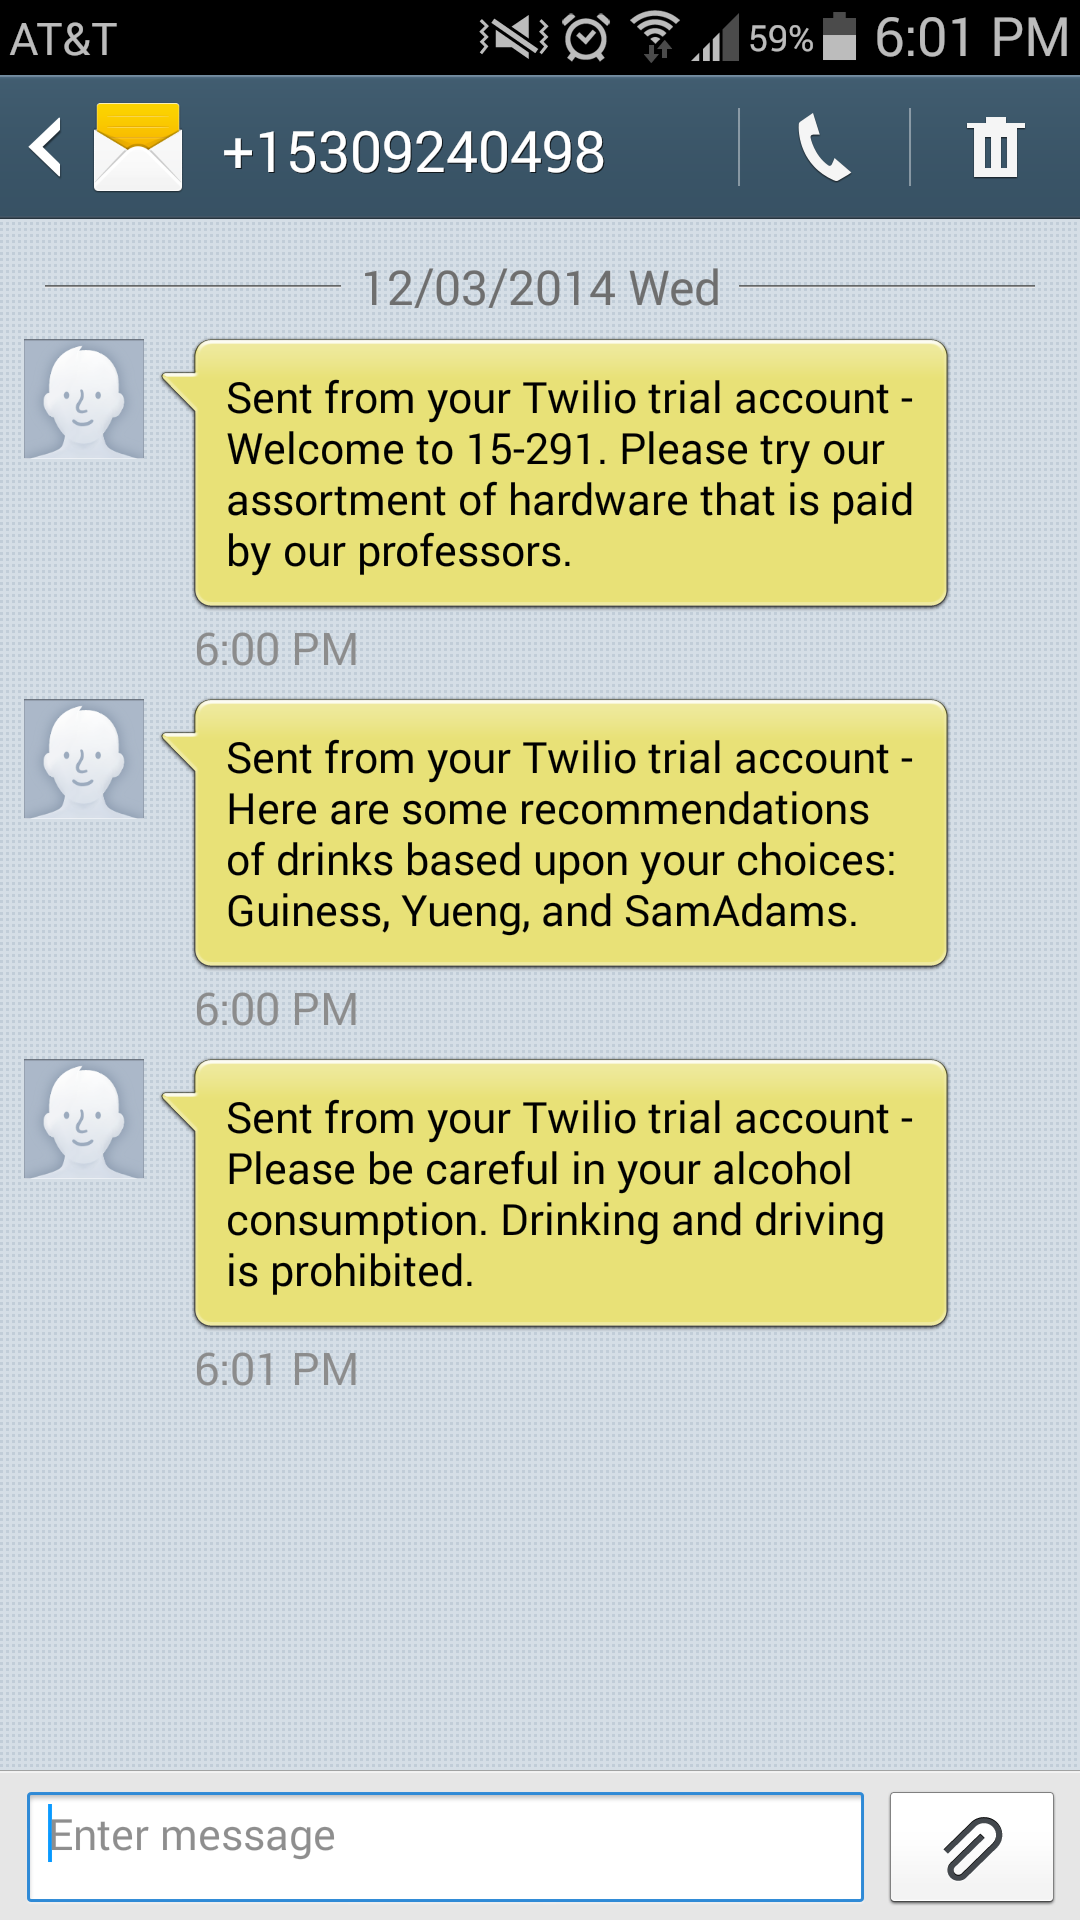 AT&T 59% 6:01 PM
+15309240498
12/03/2014 Wed
Sent from your Twilio trial account -
Welcome to 15-291. Please try our
assortment of hardware that is paid
by our professors.
6:00 PM
Sent from your Twilio trial account -
Here are some recommendations
of drinks based upon your choices:
Guiness, Yueng, and SamAdams.
6:00 PM
Sent from your Twilio trial account -
Please be careful in your alcohol
consumption. Drinking and driving
is prohibited.
6:01 PM
Enter message